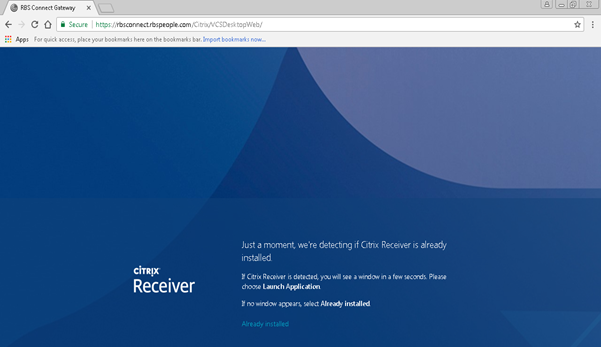 RBS Connect Gateway
Secure https://rbsconnect.rbspeople.com/Citrix/VCSDesktopWeb/
Apps For quick access, place your bookmarks here on the bookmarks bar. Import bookmarks now...
Just a moment, we're detecting if Citrix Receiver is already
installed.
CITRIX
Receiver
If Citrix Receiver is detected, you will see a window in a few seconds. Please
choose Launch Application.
If no window appears, select Already installed.
Already installed